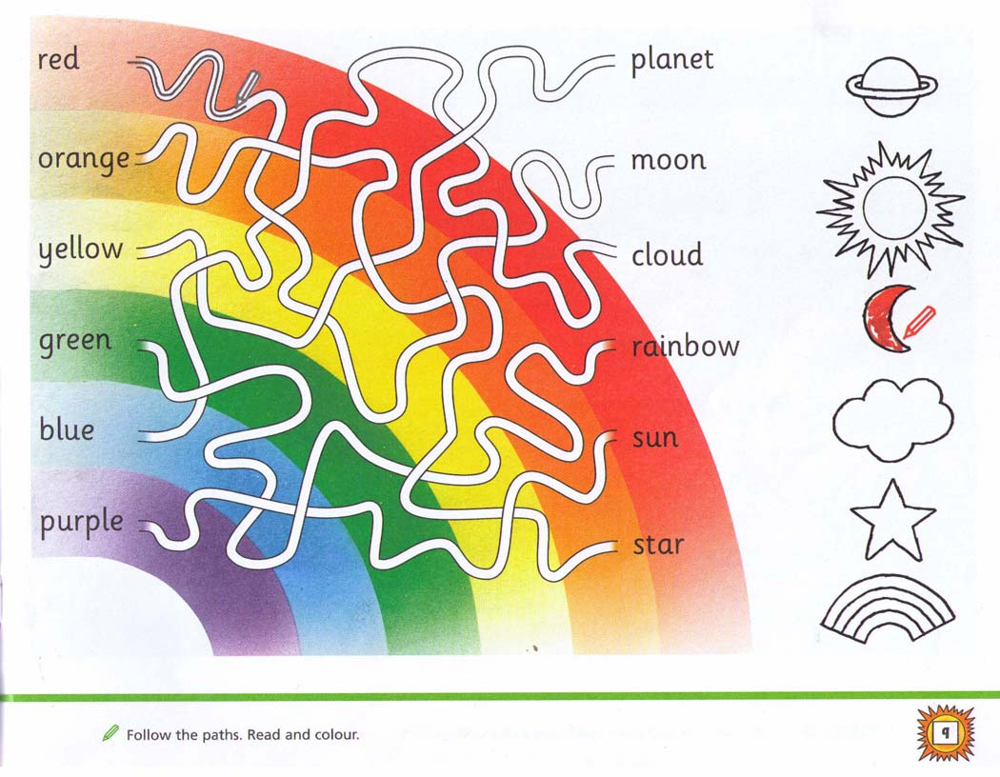 red
planet
orange
moon
yellow
cloud
green
rainbow
blue
sun
purple
star
Follow the paths. Read and colour.
9